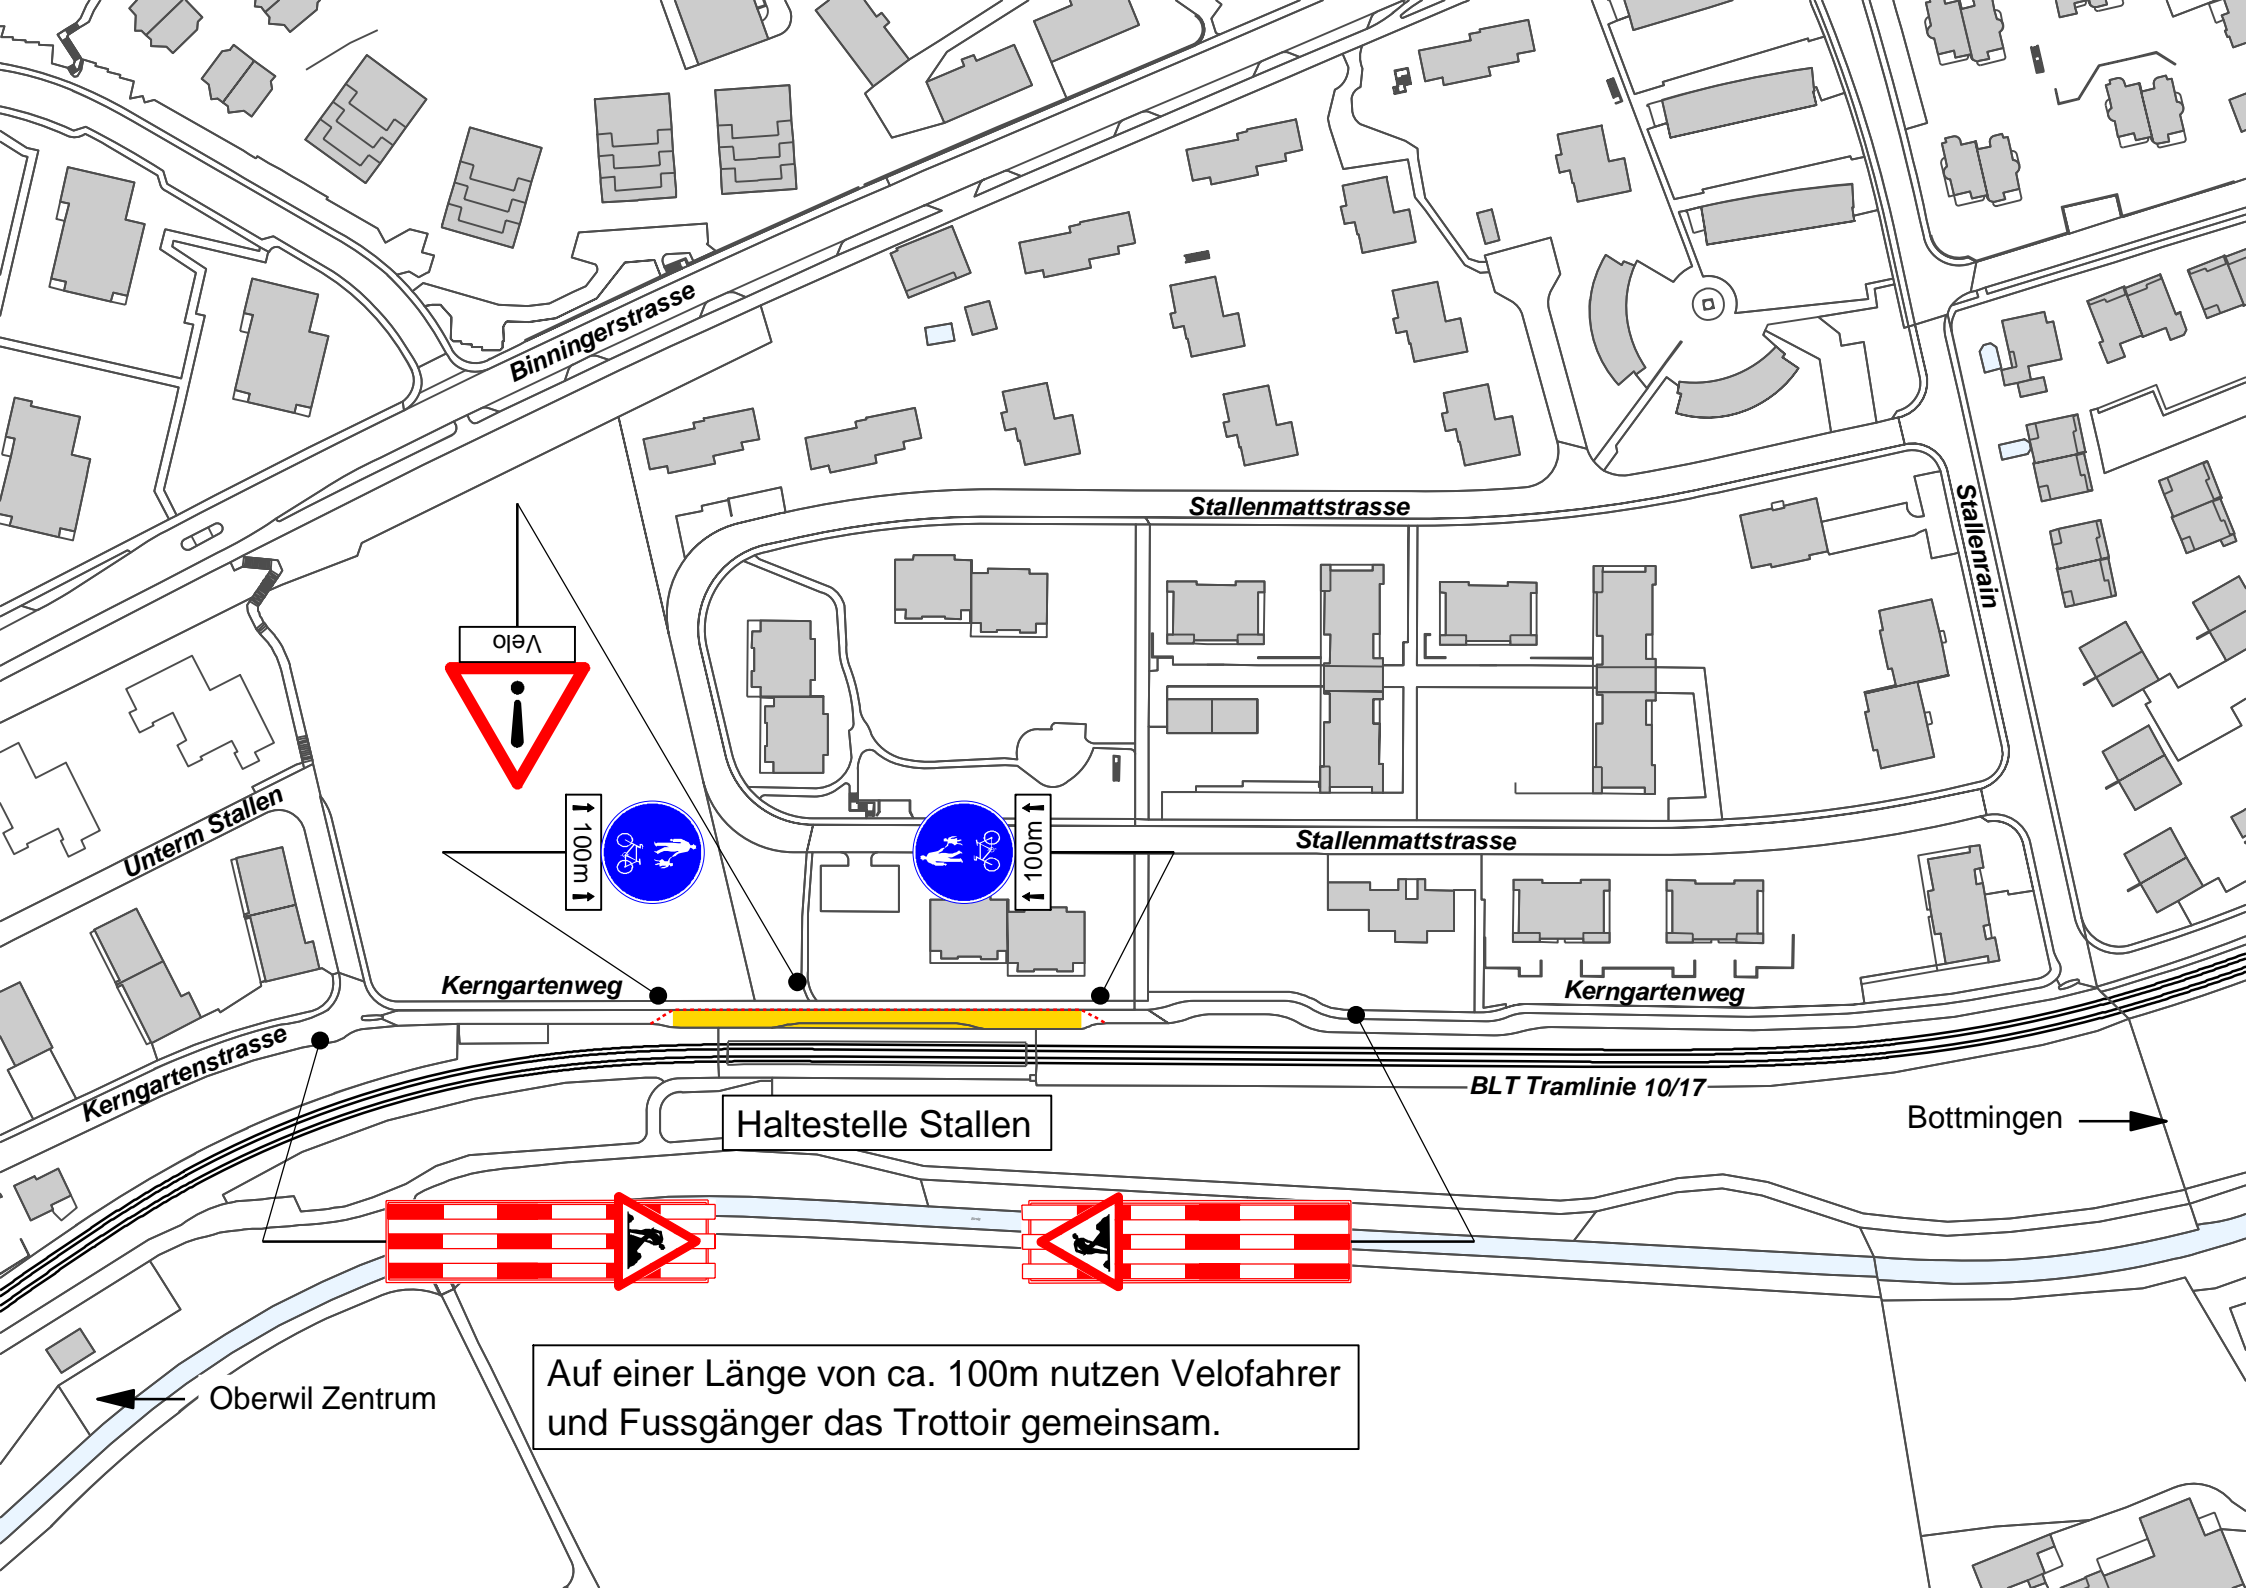 Binningerstrasse
Stallenmattstrasse
Stallenrain
Velo
Unterm Stallen
100m
100m
Stallenmattstrasse
Kerngartenweg
Kerngartenweg
Kerngartenstrasse
BLT Tramlinie 10/17
Haltestelle Stallen
Bottmingen
Oberwil Zentrum
Auf einer Länge von ca. 100m nutzen Velofahrer
und Fussgänger das Trottoir gemeinsam.